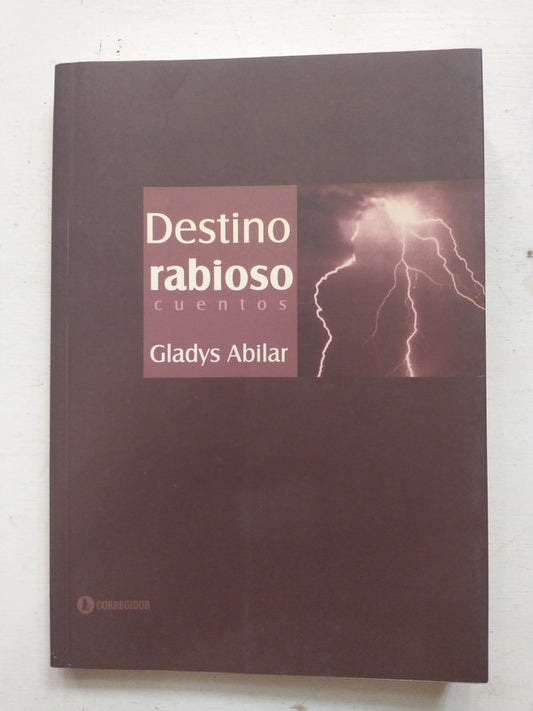 Destino
rabioso
cuentos
Gladys Abilar
CORREGIDOR